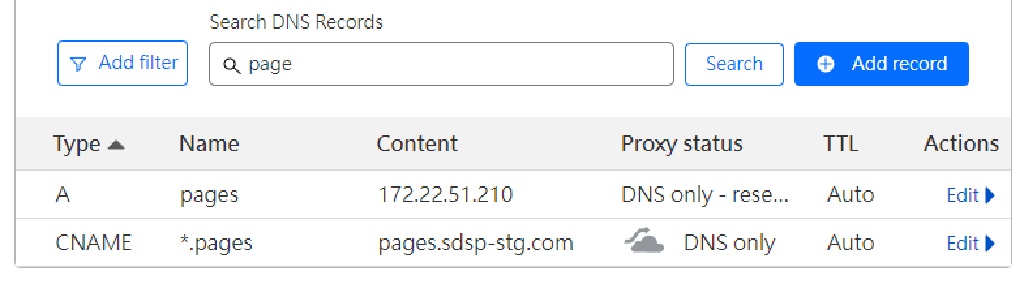 Search DNS Records
Add filter page Search Add record
Type Name Content Proxy status TTL Actions
A pages 172.22.51.210 DNS only - rese... Auto Edit
CNAME *.pages pages.sdsp-stg.com DNS only Auto Edit